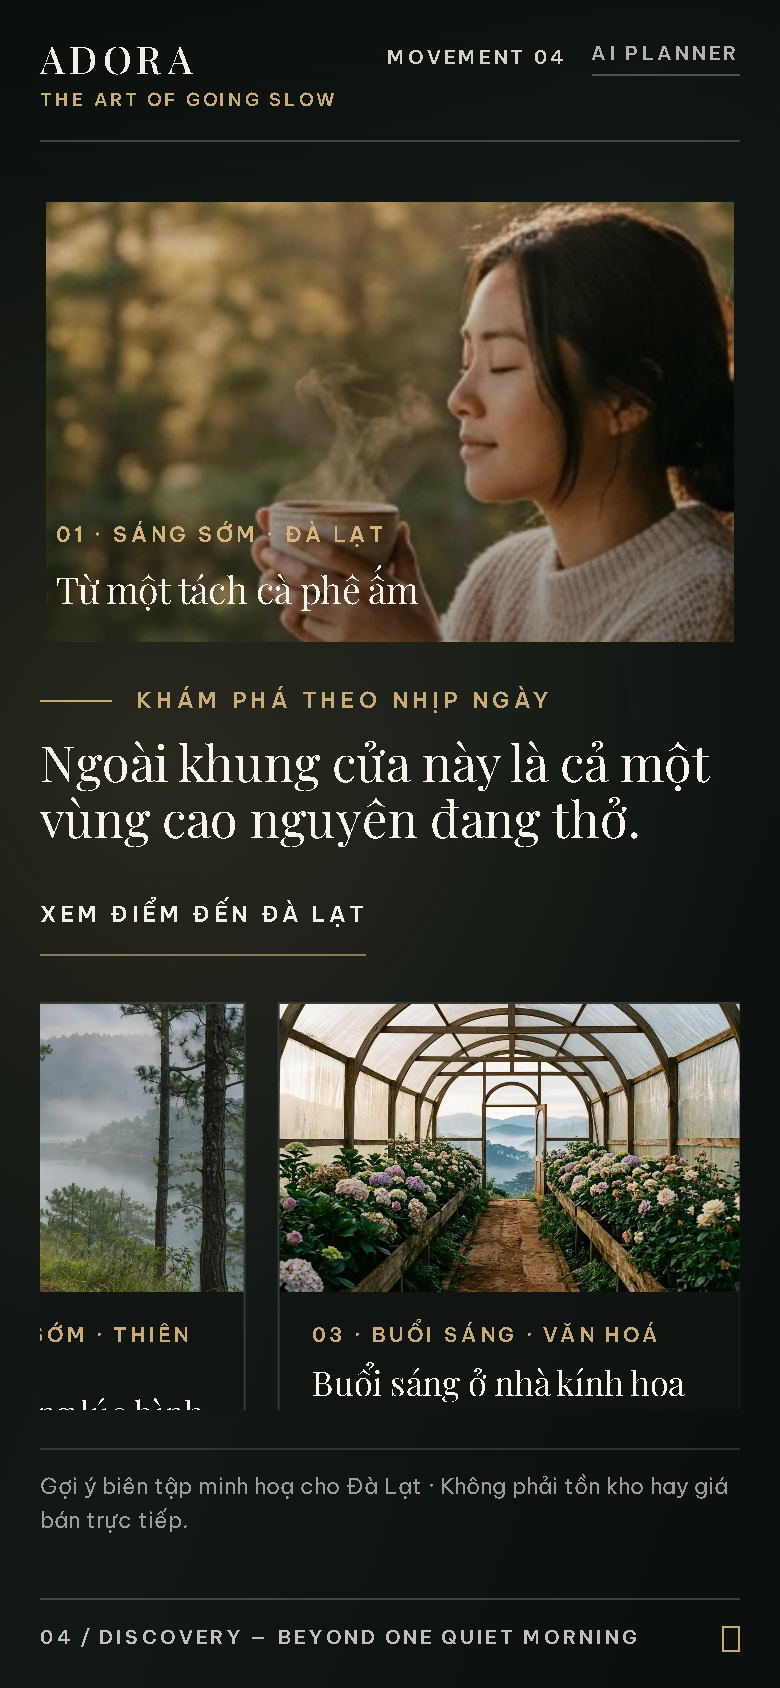 ADORA
THE ART OF GOING SLOW
MOVEMENT 04
AI PLANNER
01 · SÁNG SỚM · ĐÀ LẠT
Từ một tách cà phê ấm
KHÁM PHÁ THEO NHỊP NGÀY
Ngoài khung cửa này là cả một
vùng cao nguyên đang thở.
XEM ĐIỂM ĐẾN ĐÀ LẠT
· THIÊN
03 · BUỔI SÁNG · VĂN HOÁ
Buổi sáng ở nhà kính hoa
Gợi ý biên tập minh hoạ cho Đà Lạt · Không phải tồn kho hay giá
bán trực tiếp.
04 / DISCOVERY — BEYOND ONE QUIET MORNING